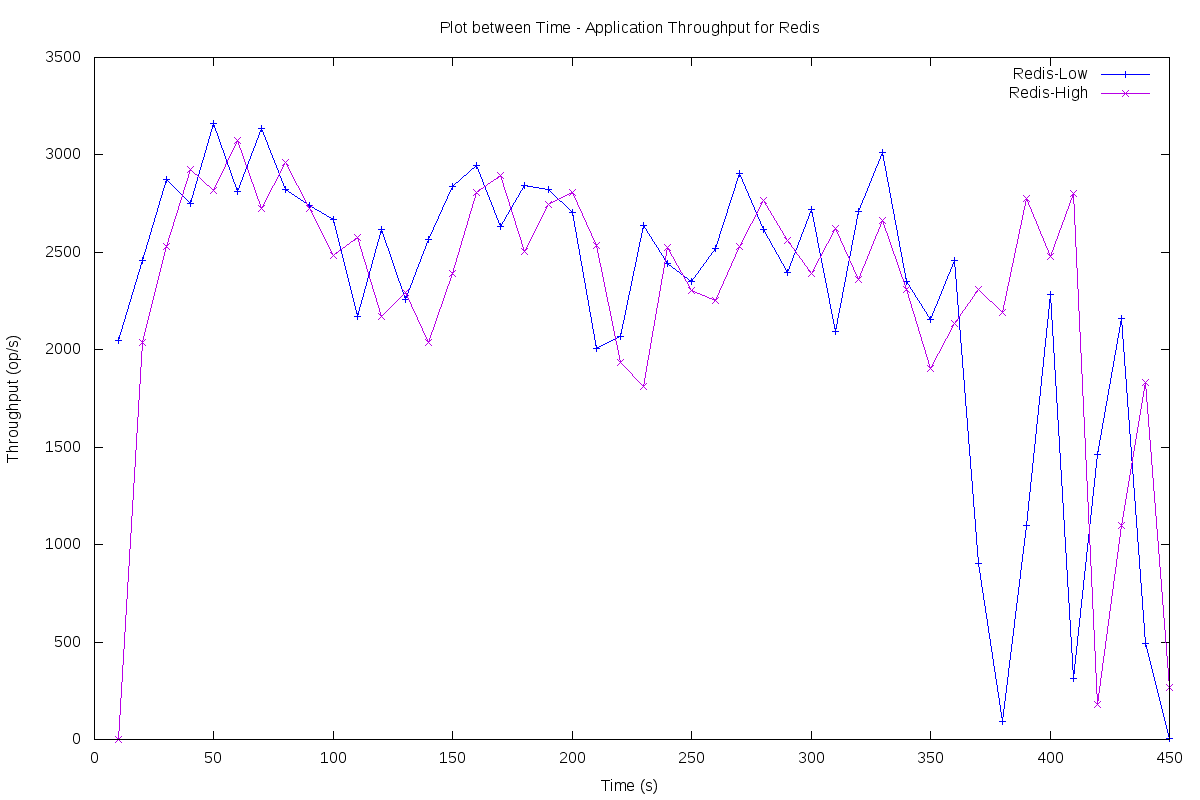 Plot between Time - Application Throughput for Redis
3500
3000
2500
2000
1500
1000
500
0
Throughput (op/s)
Redis-Low
Redis-High
0 50 100 150 200 250 300 350 400 450
Time (s)